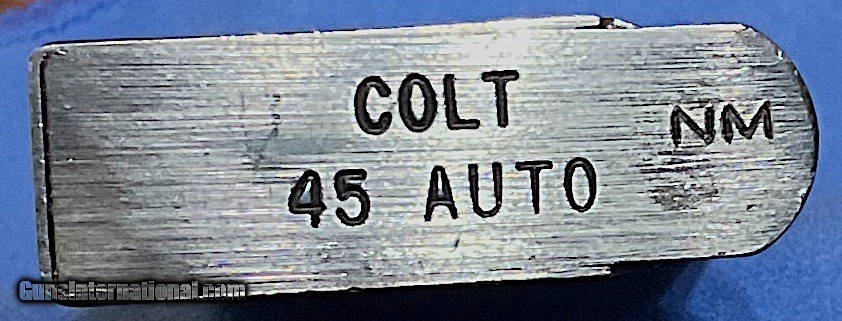 COLT
NM
45 AUTO
GunsInternational.com